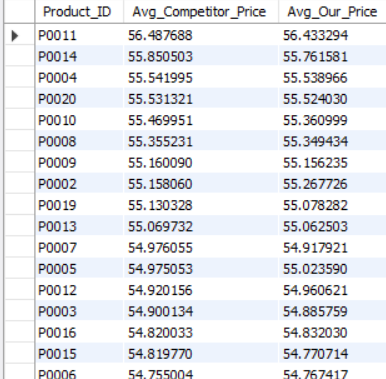 Product_ID Avg_Competitor_Price Avg_Our_Price
P0011 56.487688 56.433294
P0014 55.850503 55.761581
P0004 55.541995 55.538966
P0020 55.531321 55.524030
P0010 55.469951 55.360999
P0008 55.355231 55.349434
P0009 55.160090 55.156235
P0002 55.158060 55.267726
P0019 55.130328 55.078282
P0013 55.069732 55.062503
P0007 54.976055 54.917921
P0005 54.975053 55.023590
P0012 54.920156 54.960621
P0003 54.900134 54.885759
P0016 54.820033 54.832030
P0015 54.819770 54.770714
P0006 54.755004 54.767417